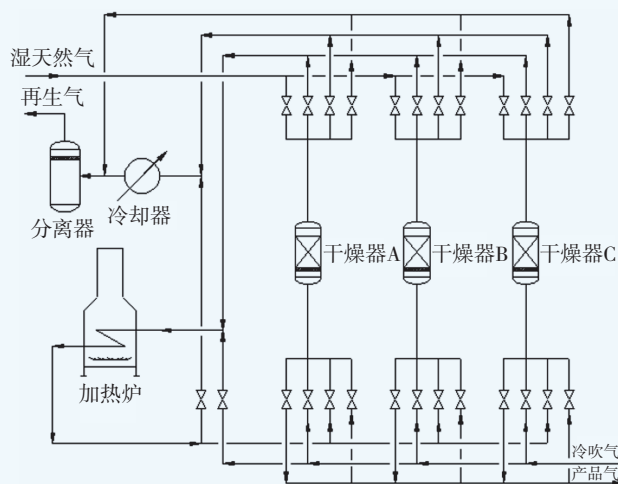 湿天然气
再生气
分离器
冷却器
干燥器A
干燥器B
干燥器C
加热炉
冷吹气
产品气